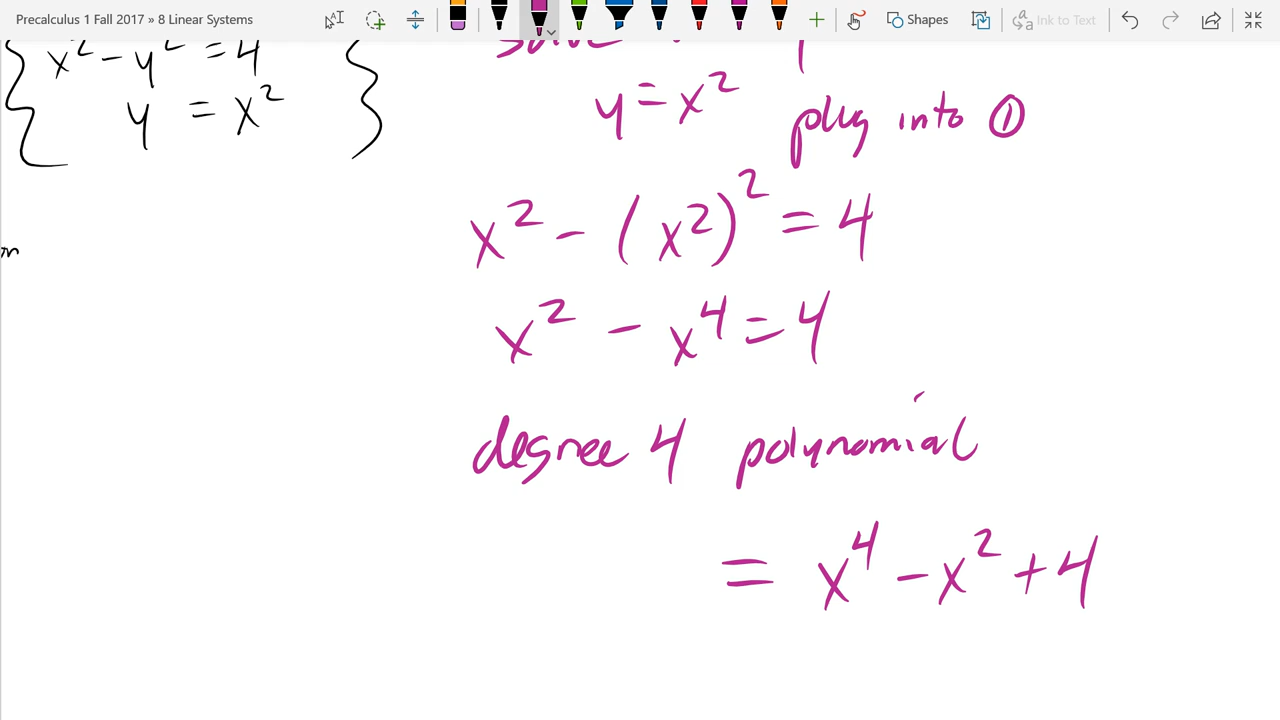 Precalculus 1 Fall 2017 » 8 Linear Systems
Shapes
Ink to Text
x² - y² = 4
y = x²
y = x²
plug into ①
x² - (x²)² = 4
x² - x⁴ = 4
degree 4 polynomial
= x⁴ - x² + 4